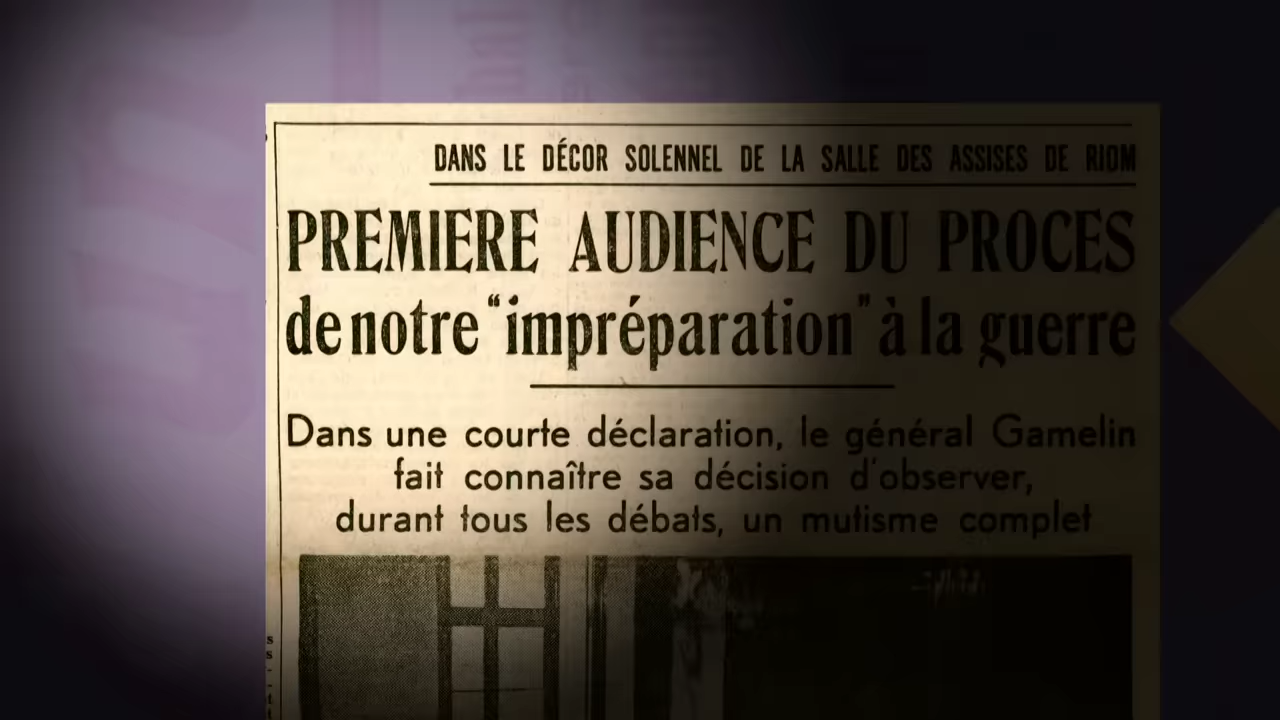 DANS LE DÉCOR SOLENNEL DE LA SALLE DES ASSISES DE RIOM
PREMIERE AUDIENCE DU PROCES
de notre "impréparation" à la guerre
Dans une courte déclaration, le général Gamelin
fait connaître sa décision d'observer,
durant tous les débats, un mutisme complet